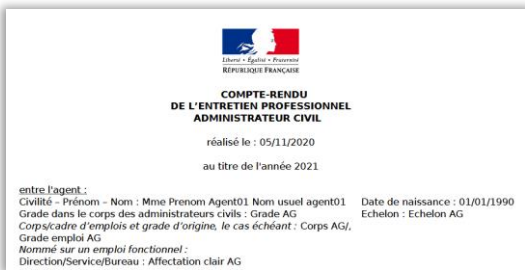 Liberté • Égalité • Fraternité
RÉPUBLIQUE FRANÇAISE
COMPTE-RENDU
DE L'ENTRETIEN PROFESSIONNEL
ADMINISTRATEUR CIVIL
réalisé le : 05/11/2020
au titre de l'année 2021
entre l'agent :
Civilité – Prénom – Nom : Mme Prenom Agent01 Nom usuel agent01 Date de naissance : 01/01/1990
Grade dans le corps des administrateurs civils : Grade AG Echelon : Echelon AG
Corps/cadre d'emplois et grade d'origine, le cas échéant : Corps AG/,
Grade emploi AG
Nommé sur un emploi fonctionnel :
Direction/Service/Bureau : Affectation clair AG